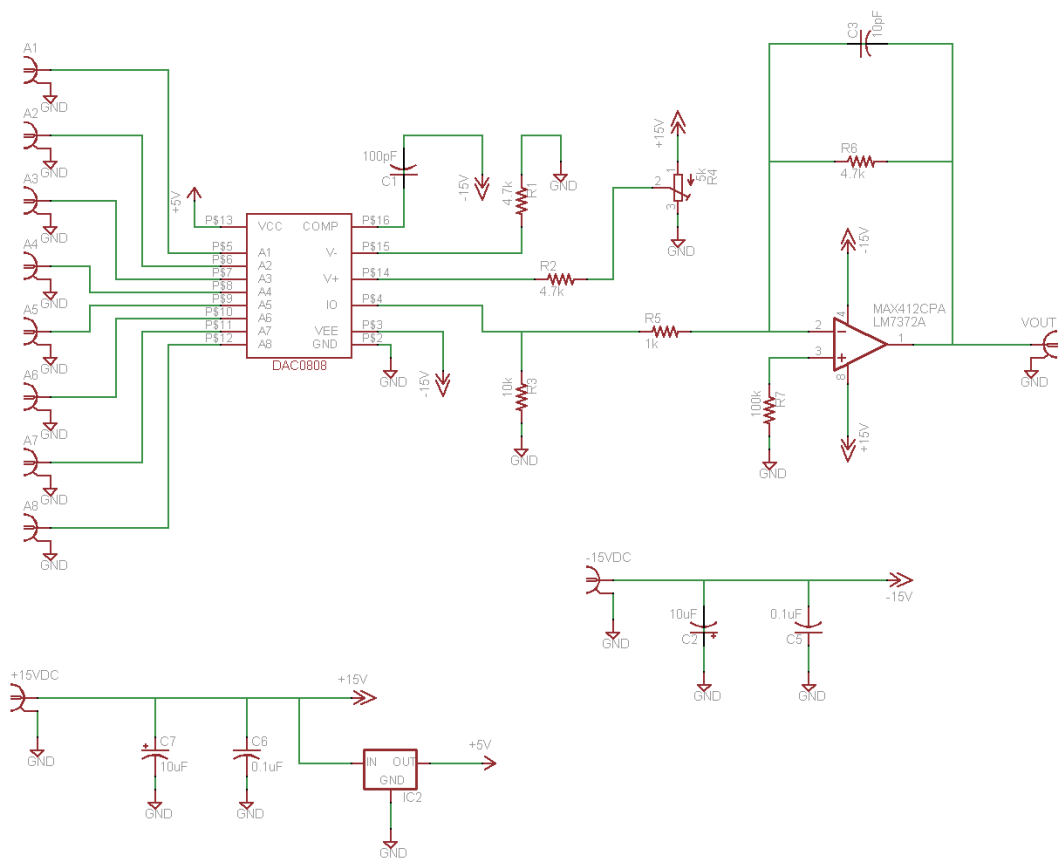 A1
GND
A2
GND
A3
GND
A4
GND
A5
GND
A6
GND
A7
GND
A8
GND
+5V
P$13
P$5
P$6
P$7
P$8
P$9
P$10
P$11
P$12
VCC
A1
A2
A3
A4
A5
A6
A7
A8
COMP
V-
V+
IO
VEE
GND
DAC0808
P$16
P$15
P$14
P$4
P$3
P$2
100pF
C1
-15V
4.7k
R1
GND
R2
4.7k
+15V
1
2
3
5k
R4
GND
-15V
GND
10k
R3
GND
R5
1k
C3
10pF
R6
4.7k
-15V
4
MAX412CPA
LM7372A
2
3
1
8
+15V
100k
R7
GND
VOUT
GND
-15VDC
GND
10uF
C2
GND
0.1uF
C5
GND
-15V
+15VDC
GND
C7
10uF
GND
C6
0.1uF
GND
+15V
IN
OUT
GND
IC2
+5V
GND